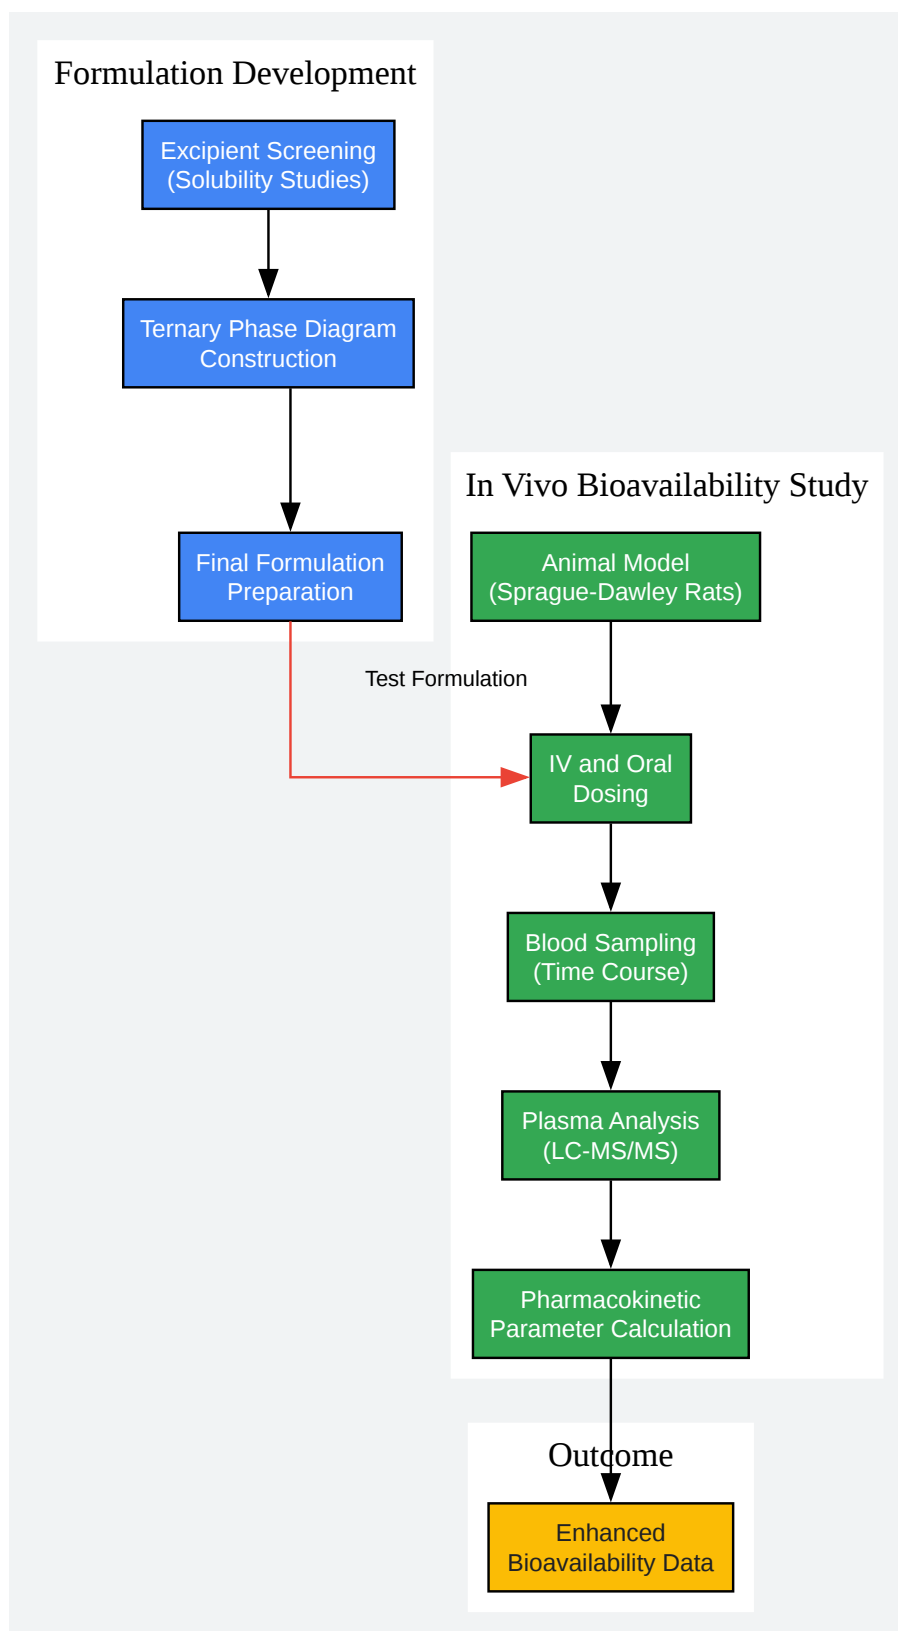 Formulation Development
Excipient Screening
(Solubility Studies)
Ternary Phase Diagram
Construction
Final Formulation
Preparation
In Vivo Bioavailability Study
Animal Model
(Sprague-Dawley Rats)
Test Formulation
IV and Oral
Dosing
Blood Sampling
(Time Course)
Plasma Analysis
(LC-MS/MS)
Pharmacokinetic
Parameter Calculation
Outcome
Enhanced
Bioavailability Data